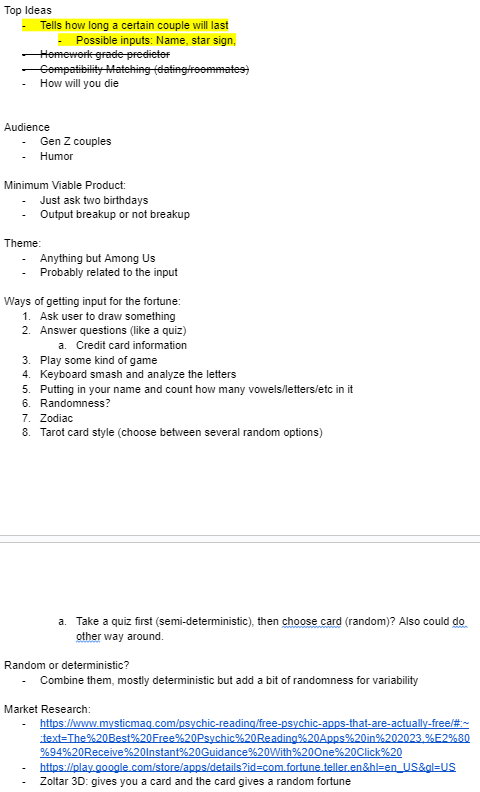 Top Ideas
- Tells how long a certain couple will last
- Possible inputs: Name, star sign,
- Homework grade predictor
- Compatibility Matching (dating/roommates)
- How will you die
Audience
- Gen Z couples
- Humor
Minimum Viable Product:
- Just ask two birthdays
- Output breakup or not breakup
Theme:
- Anything but Among Us
- Probably related to the input
Ways of getting input for the fortune:
1. Ask user to draw something
2. Answer questions (like a quiz)
a. Credit card information
3. Play some kind of game
4. Keyboard smash and analyze the letters
5. Putting in your name and count how many vowels/letters/etc in it
6. Randomness?
7. Zodiac
8. Tarot card style (choose between several random options)
a. Take a quiz first (semi-deterministic), then choose card (random)? Also could do
other way around.
Random or deterministic?
- Combine them, mostly deterministic but add a bit of randomness for variability
Market Research:
- https://www.mysticmag.com/psychic-reading/free-psychic-apps-that-are-actually-free/#:~
:text=The%20Best%20Free%20Psychic%20Reading%20Apps%20in%202023,%E2%80
%94%20Receive%20Instant%20Guidance%20With%20One%20Click%20
- https://play.google.com/store/apps/details?id=com.fortune.teller.en&hl=en_US&gl=US
- Zoltar 3D: gives you a card and the card gives a random fortune